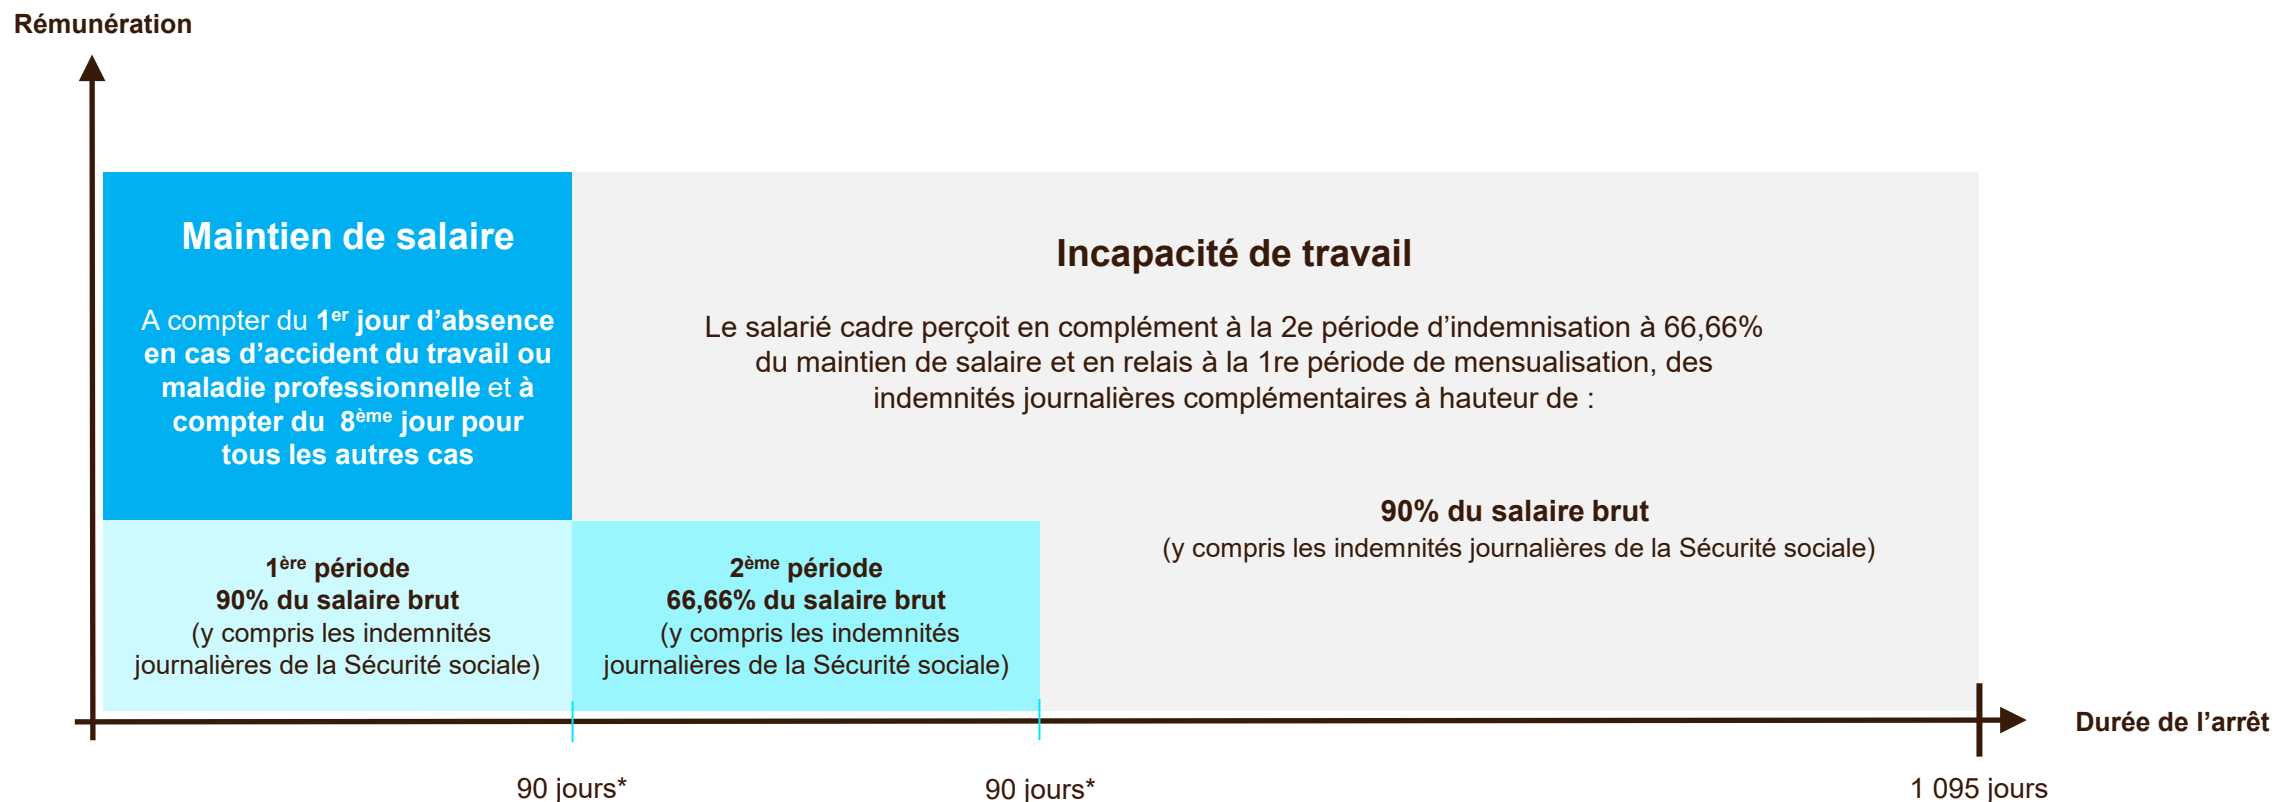 Rémunération
Maintien de salaire
A compter du 1er jour d’absence
en cas d’accident du travail ou
maladie professionnelle et à
compter du  8ème jour pour
tous les autres cas
Incapacité de travail
Le salarié cadre perçoit en complément à la 2e période d’indemnisation à 66,66%
du maintien de salaire et en relais à la 1re période de mensualisation, des
indemnités journalières complémentaires à hauteur de :
90% du salaire brut
(y compris les indemnités journalières de la Sécurité sociale)
1ère période
90% du salaire brut
(y compris les indemnités
journalières de la Sécurité sociale)
2ème période
66,66% du salaire brut
(y compris les indemnités
journalières de la Sécurité sociale)
Durée de l’arrêt
90 jours*
90 jours*
1 095 jours